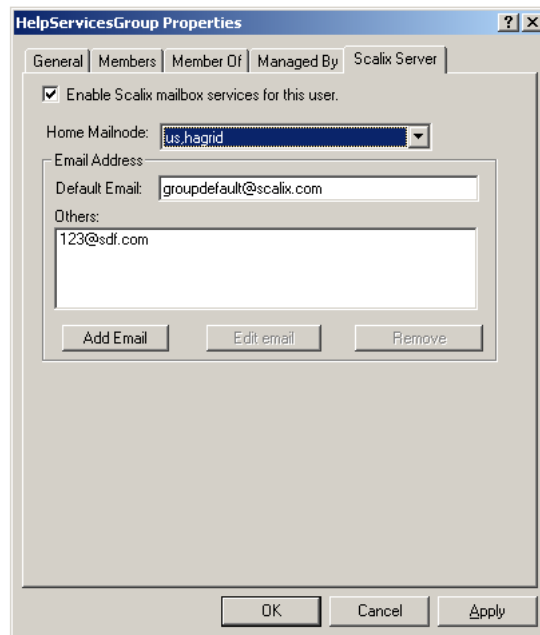 HelpServicesGroup Properties
General Members Member Of Managed By Scalix Server
Enable Scalix mailbox services for this user.
Home Mailnode: us,hagrid
Email Address
Default Email: groupdefault@scalix.com
Others:
123@sdf.com
Add Email Edit email Remove
OK Cancel Apply